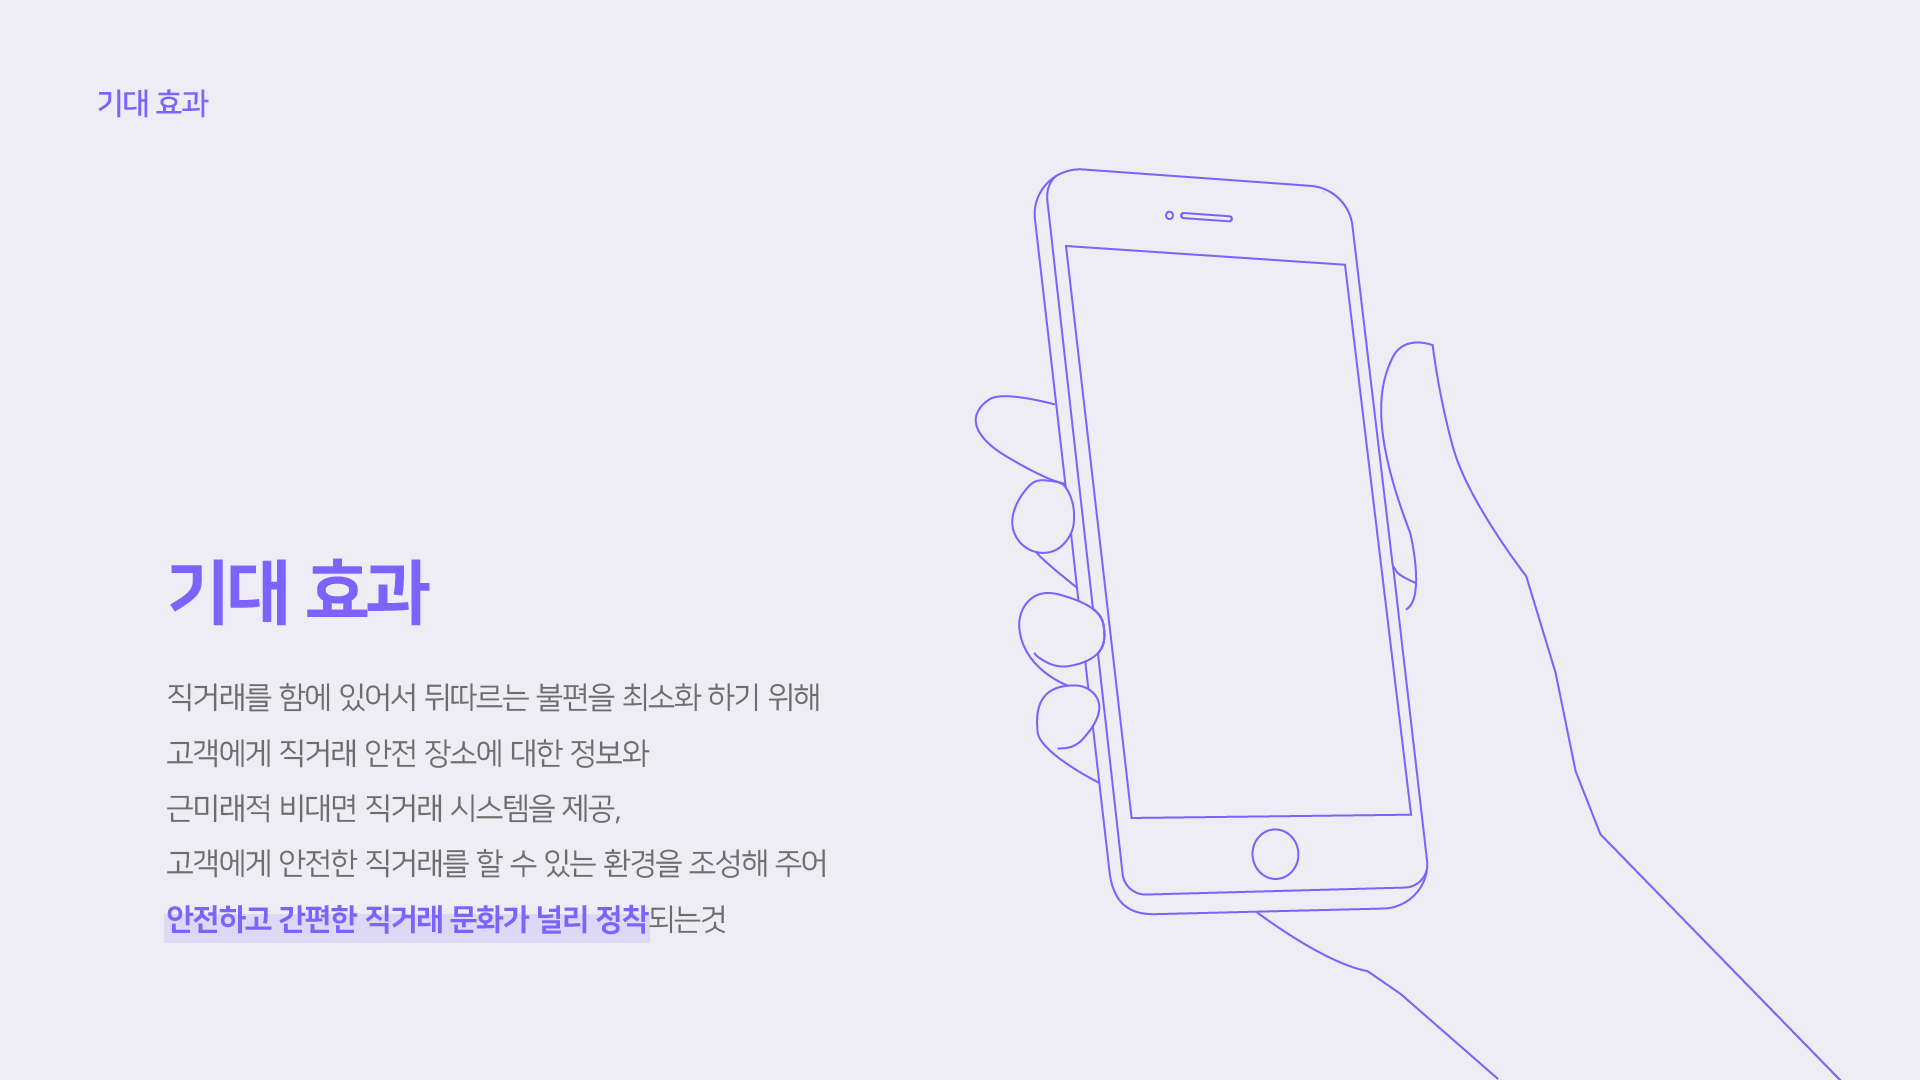 기대 효과
기대 효과
직거래를 함에 있어서 뒤따르는 불편을 최소화 하기 위해
고객에게 직거래 안전 장소에 대한 정보와
근미래적 비대면 직거래 시스템을 제공,
고객에게 안전한 직거래를 할 수 있는 환경을 조성해 주어
안전하고 간편한 직거래 문화가 널리 정착되는것